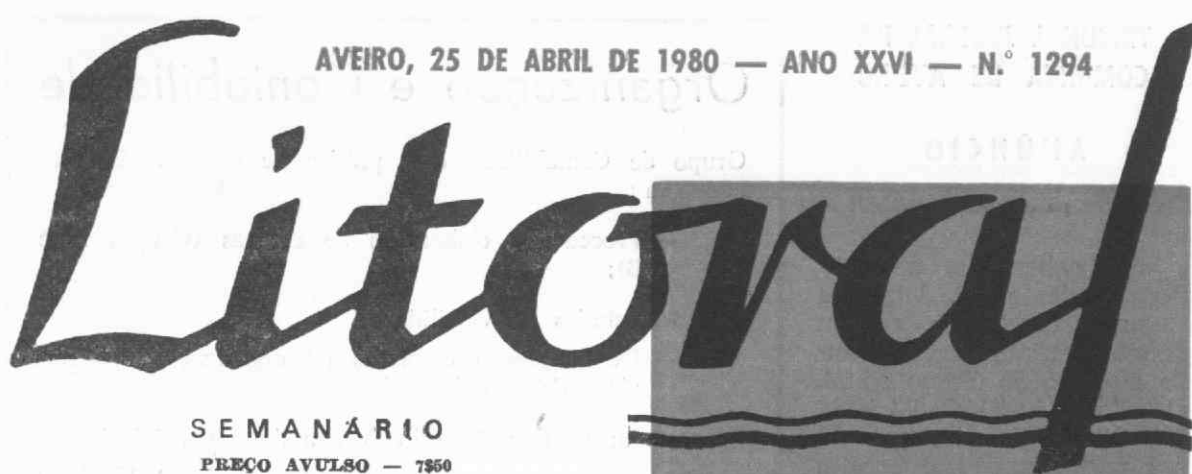 AVEIRO, 25 DE ABRIL DE 1980 — ANO XXVI — N.° 1294
Litoral
SEMANÁRIO
PREÇO AVULSO — 7$50